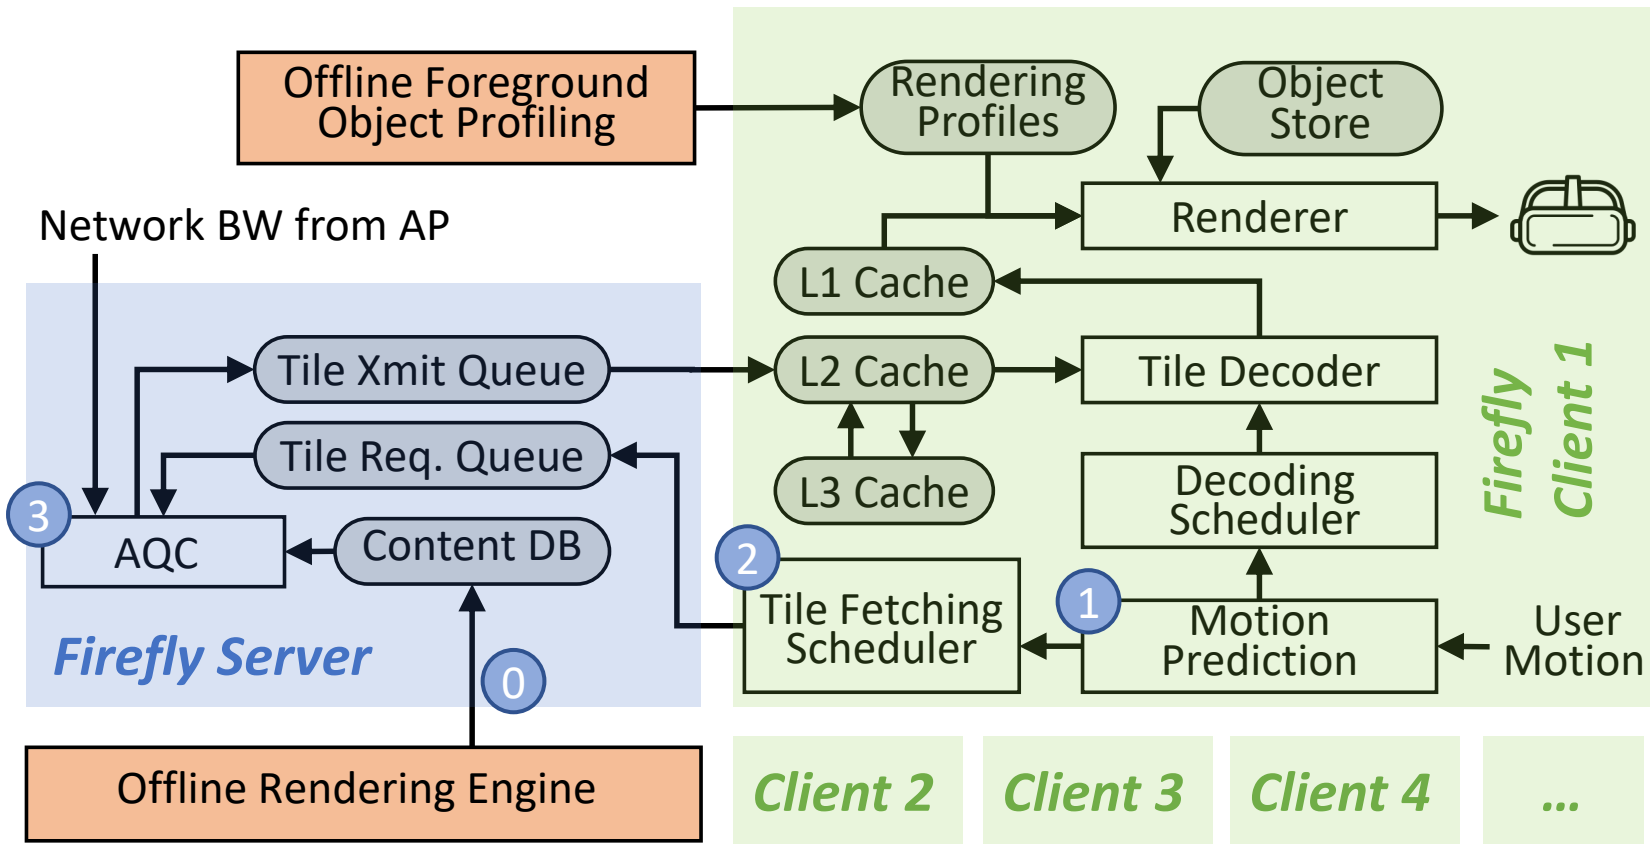 Offline Foreground
Object Profiling
Rendering
Profiles
Object
Store
Network BW from AP
Renderer
L1 Cache
Tile Xmit Queue
L2 Cache
Tile Decoder
Firefly
Client 1
Tile Req. Queue
L3 Cache
Decoding
Scheduler
3
AQC
Content DB
2
Tile Fetching
Scheduler
1
Motion
Prediction
User
Motion
Firefly Server
0
Offline Rendering Engine
Client 2
Client 3
Client 4
...